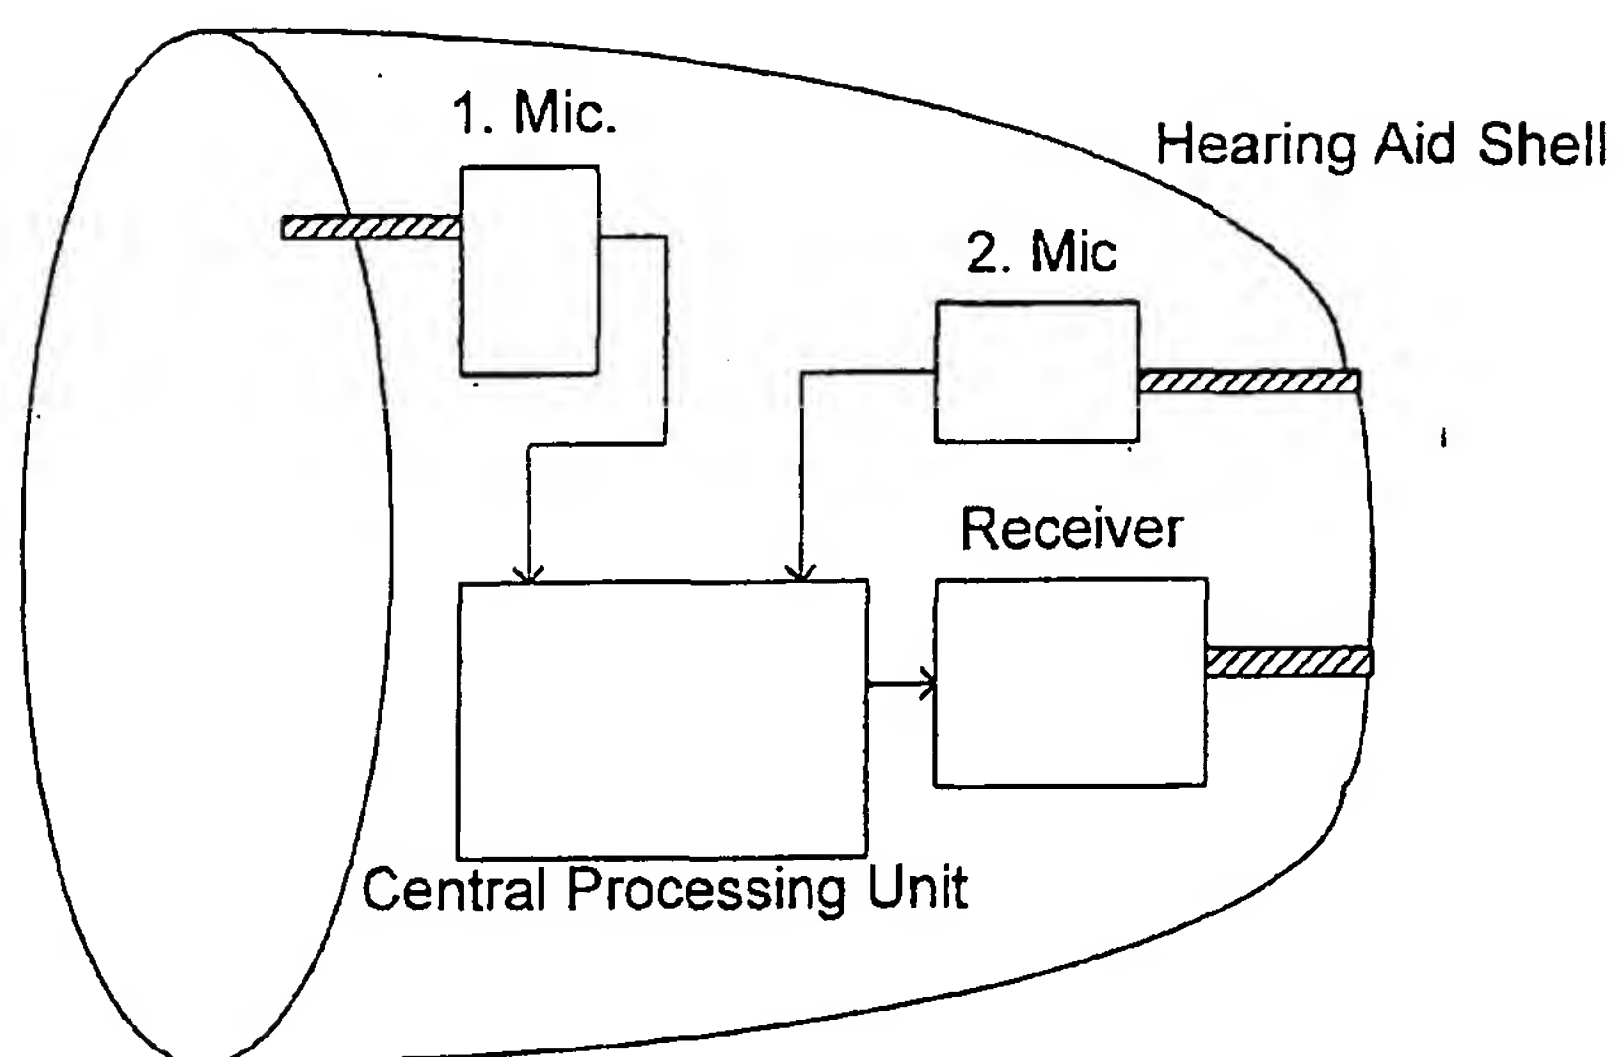 1. Mic.
Hearing Aid Shell
2. Mic
Receiver
Central Processing Unit